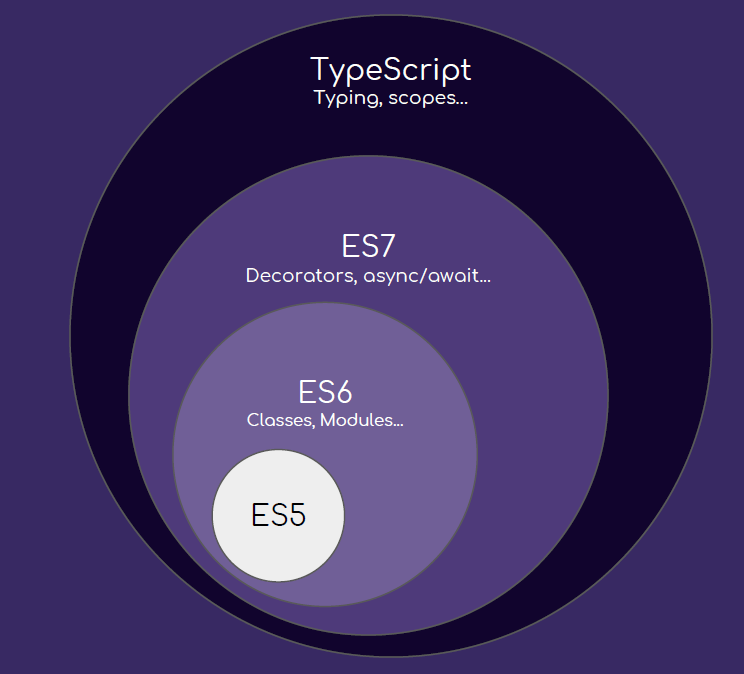 TypeScript
Typing, scopes...
ES7
Decorators, async/await...
ES6
Classes, Modules...
ES5